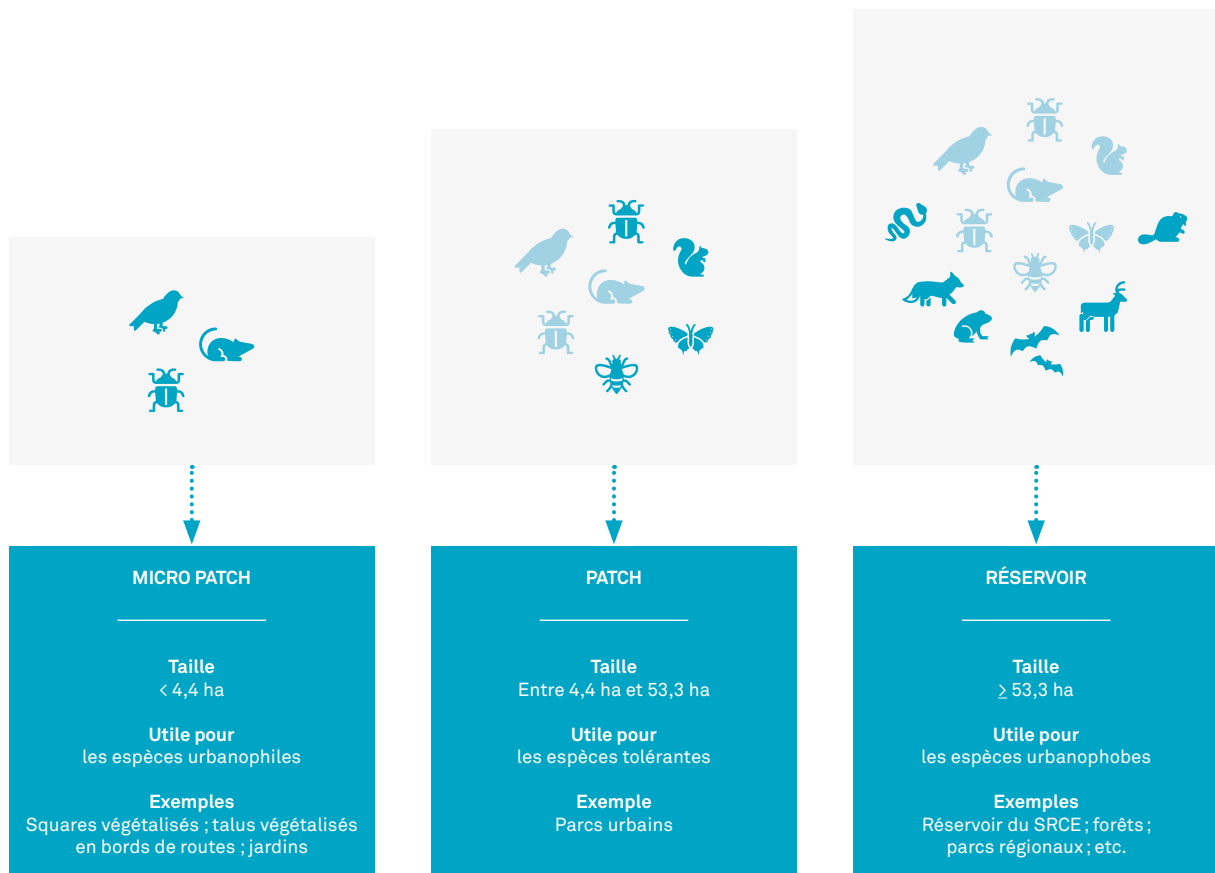 MICRO PATCH
Taille
< 4,4 ha
Utile pour
les espèces urbanophiles
Exemples
Squares végétalisés ; talus végétalisés
en bords de routes ; jardins
PATCH
Taille
Entre 4,4 ha et 53,3 ha
Utile pour
les espèces tolérantes
Exemple
Parcs urbains
RÉSERVOIR
Taille
≥ 53,3 ha
Utile pour
les espèces urbanophobes
Exemples
Réservoir du SRCE ; forêts ;
parcs régionaux ; etc.